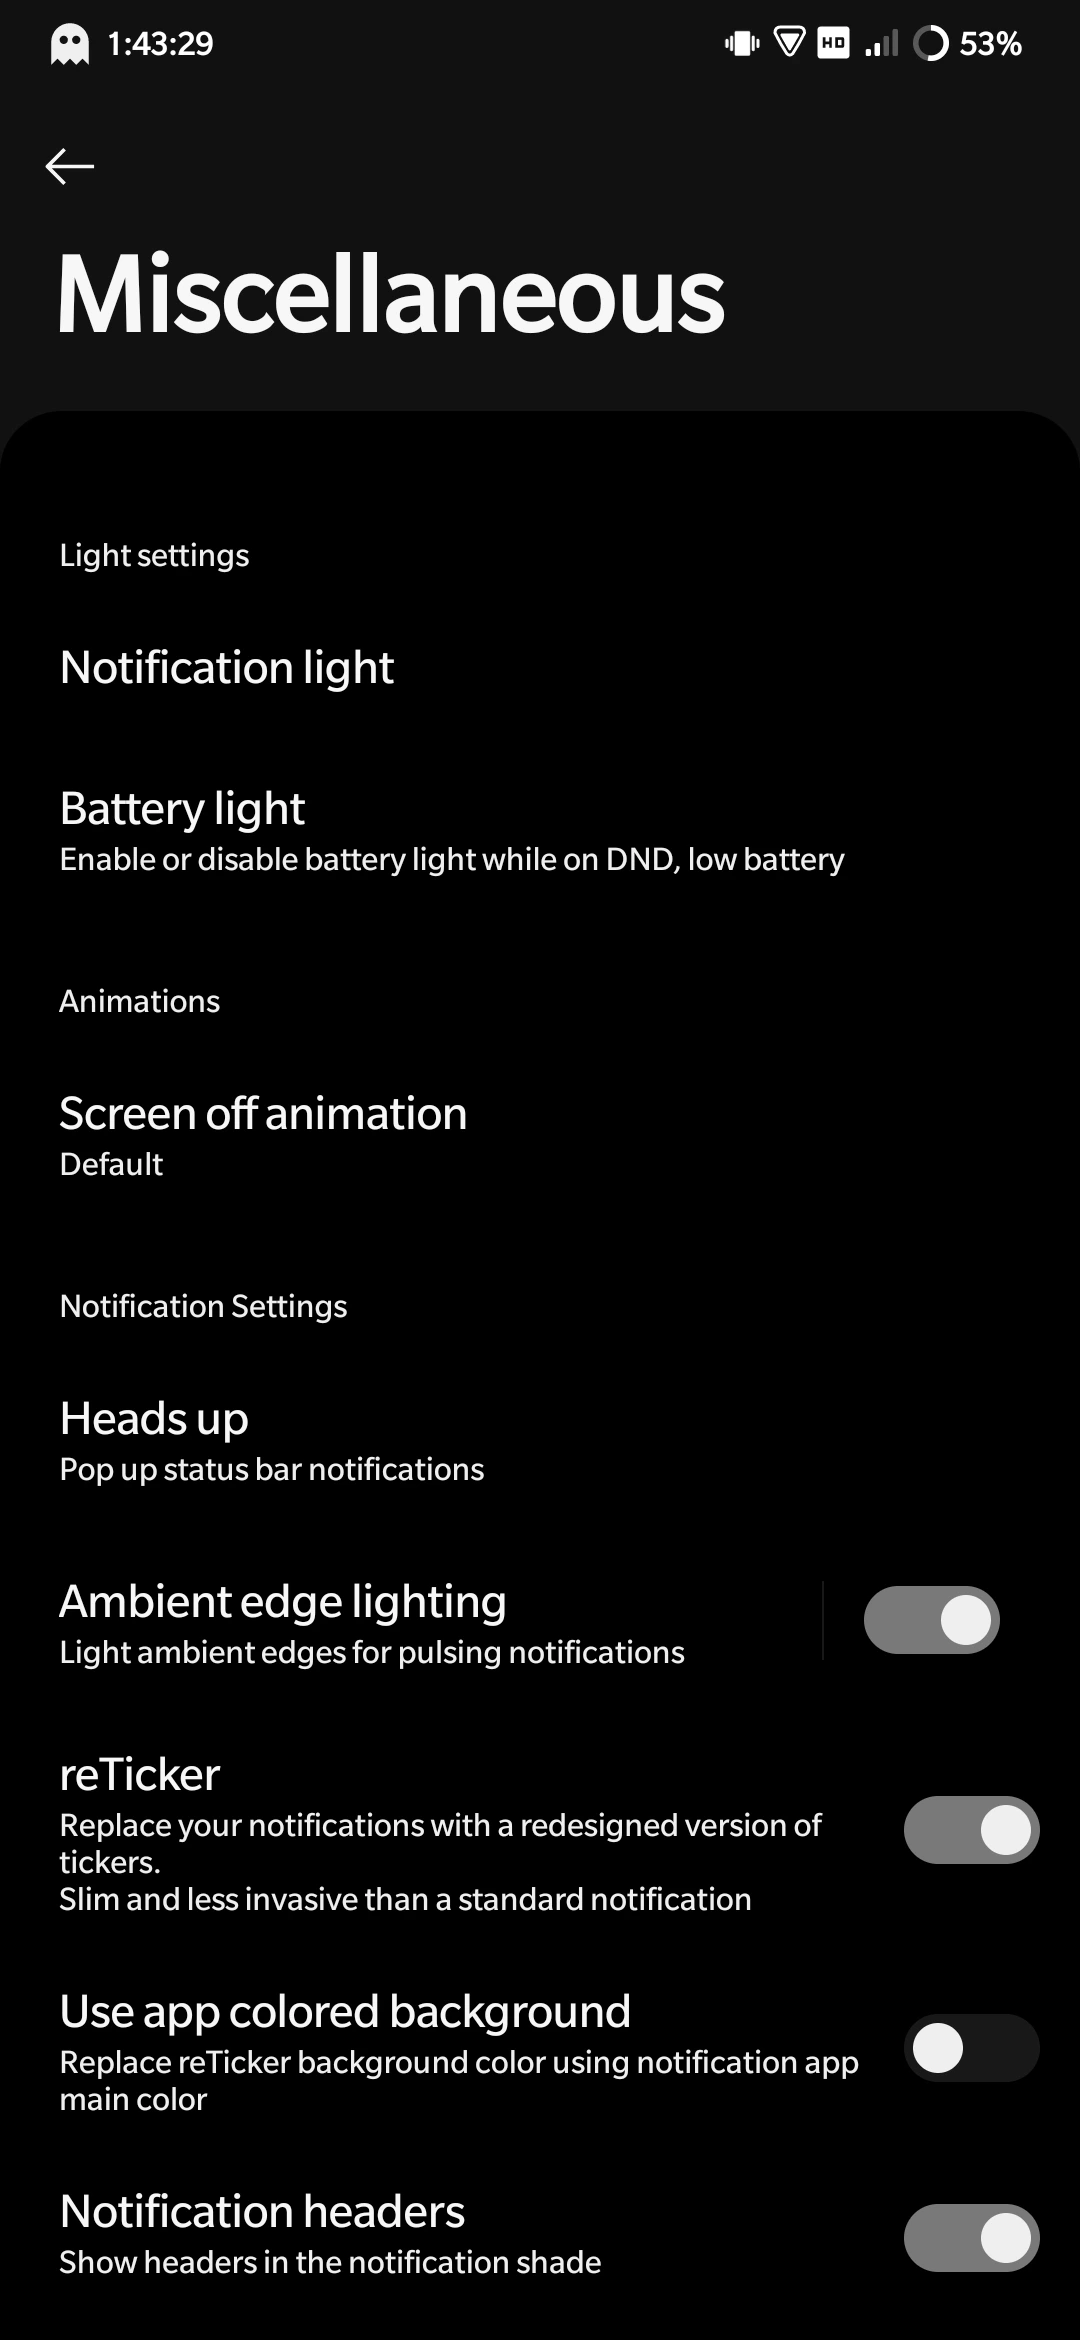 1:43:29
HD
53%
Miscellaneous
Light settings
Notification light
Battery light
Enable or disable battery light while on DND, low battery
Animations
Screen off animation
Default
Notification Settings
Heads up
Pop up status bar notifications
Ambient edge lighting
Light ambient edges for pulsing notifications
reTicker
Replace your notifications with a redesigned version of
tickers.
Slim and less invasive than a standard notification
Use app colored background
Replace reTicker background color using notification app
main color
Notification headers
Show headers in the notification shade